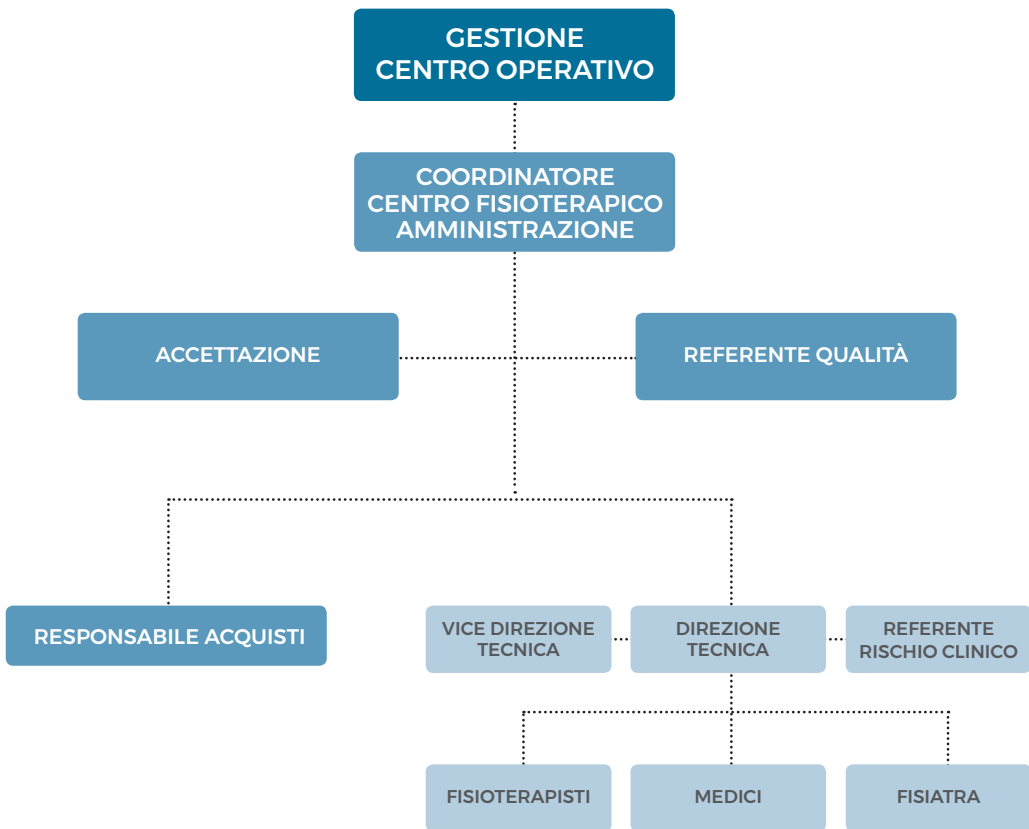 GESTIONE
CENTRO OPERATIVO
COORDINATORE
CENTRO FISIOTERAPICO
AMMINISTRAZIONE
ACCETTAZIONE
REFERENTE QUALITÀ
RESPONSABILE ACQUISTI
VICE DIREZIONE
TECNICA
DIREZIONE
TECNICA
REFERENTE
RISCHIO CLINICO
FISIOTERAPISTI
MEDICI
FISIATRA